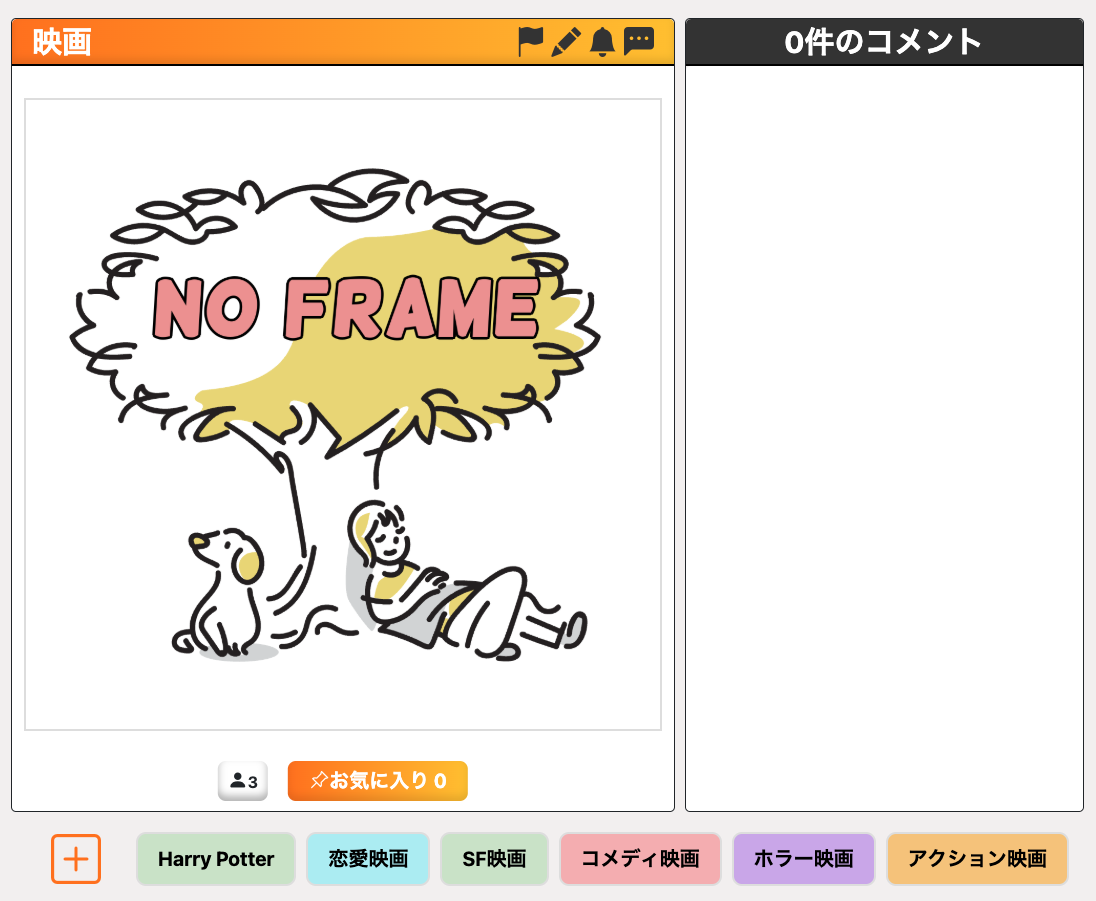 映画
0件のコメント
NO FRAME
3
お気に入り 0
Harry Potter
恋愛映画
SF映画
コメディ映画
ホラー映画
アクション映画